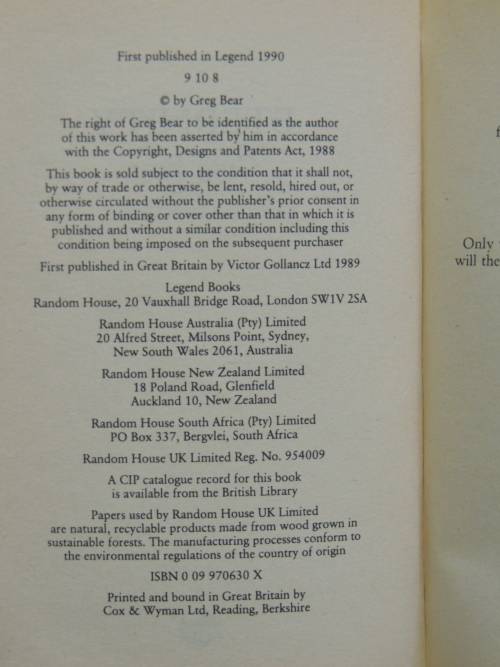 First published in Legend 1990
9 10 8
© by Greg Bear
The right of Greg Bear to be identified as the author
of this work has been asserted by him in accordance
with the Copyright, Designs and Patents Act, 1988
This book is sold subject to the condition that it shall not,
by way of trade or otherwise, be lent, resold, hired out, or
otherwise circulated without the publisher's prior consent in
any form of binding or cover other than that in which it is
published and without a similar condition including this
condition being imposed on the subsequent purchaser
First published in Great Britain by Victor Gollancz Ltd 1989
Legend Books
Random House, 20 Vauxhall Bridge Road, London SW1V 2SA
Random House Australia (Pty) Limited
20 Alfred Street, Milsons Point, Sydney,
New South Wales 2061, Australia
Random House New Zealand Limited
18 Poland Road, Glenfield
Auckland 10, New Zealand
Random House South Africa (Pty) Limited
PO Box 337, Bergvlei, South Africa
Random House UK Limited Reg. No. 954009
A CIP catalogue record for this book
is available from the British Library
Papers used by Random House UK Limited
are natural, recyclable products made from wood grown in
sustainable forests. The manufacturing processes conform to
the environmental regulations of the country of origin
ISBN 0 09 970630 X
Printed and bound in Great Britain by
Cox & Wyman Ltd, Reading, Berkshire
Only
will the